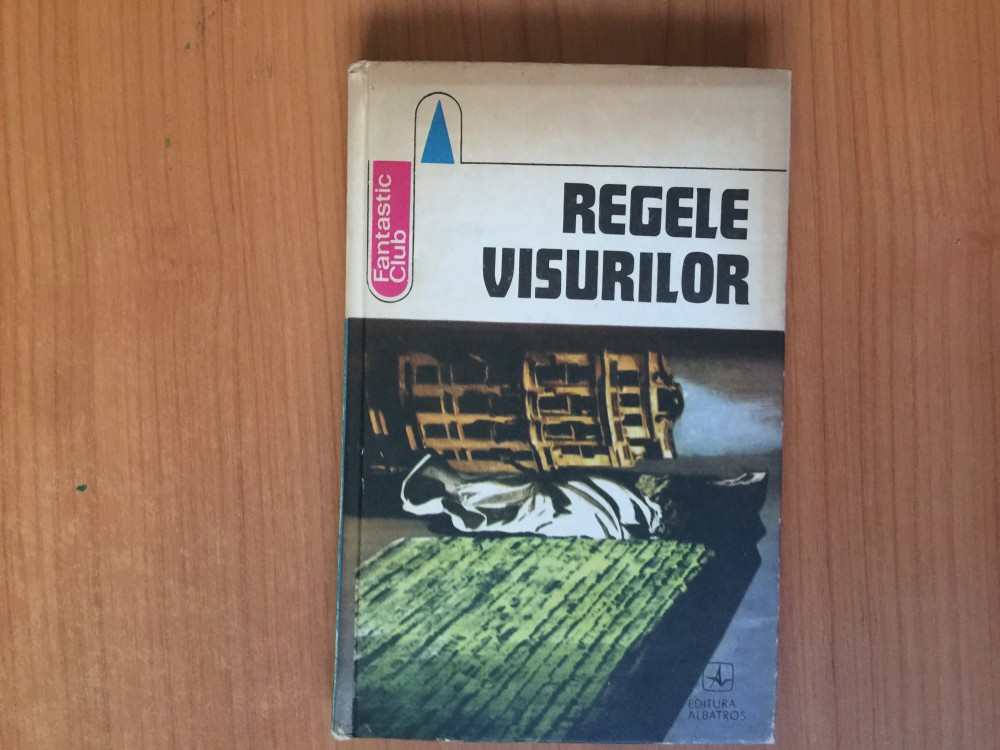 Fantastic
Club
REGELE
VISURILOR
EDITURA
ALBATROS